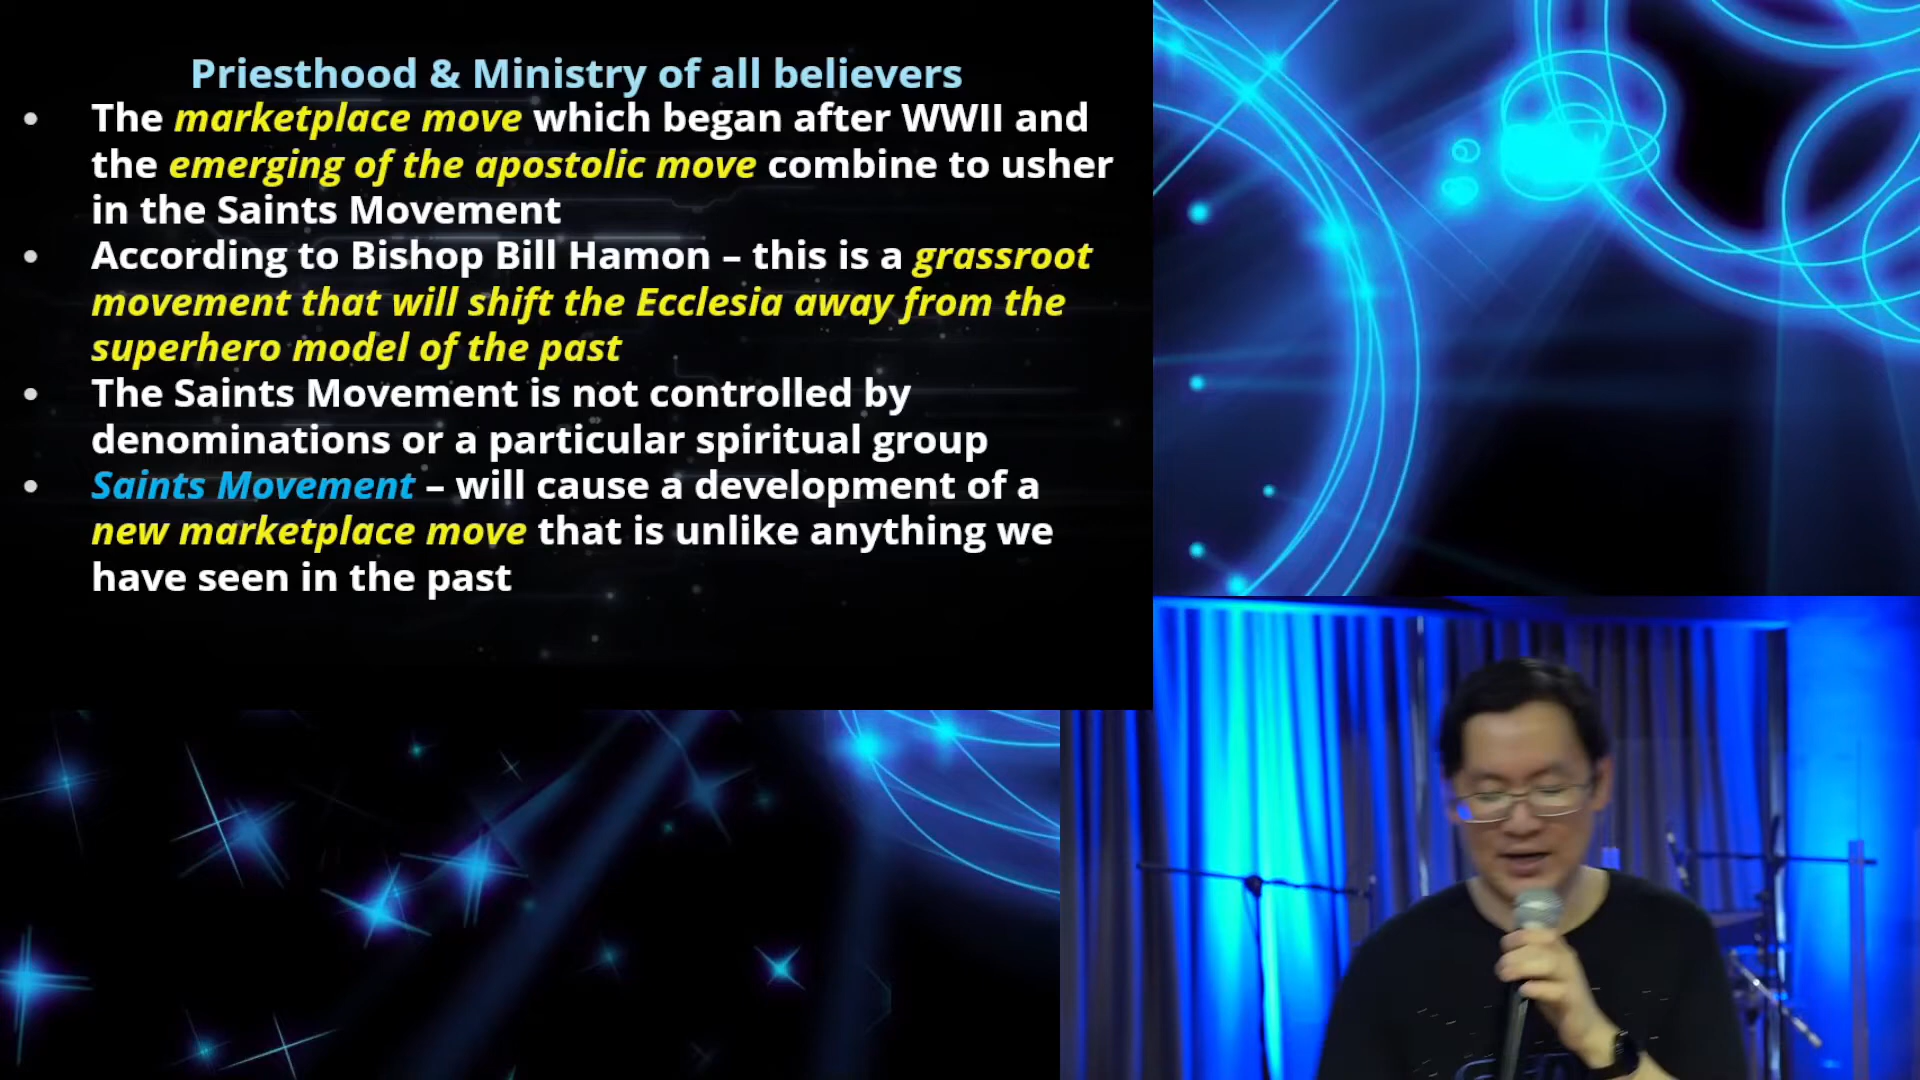 Priesthood & Ministry of all believers
• The marketplace move which began after WWII and
the emerging of the apostolic move combine to usher
in the Saints Movement
• According to Bishop Bill Hamon – this is a grassroot
movement that will shift the Ecclesia away from the
superhero model of the past
• The Saints Movement is not controlled by
denominations or a particular spiritual group
• Saints Movement – will cause a development of a
new marketplace move that is unlike anything we
have seen in the past